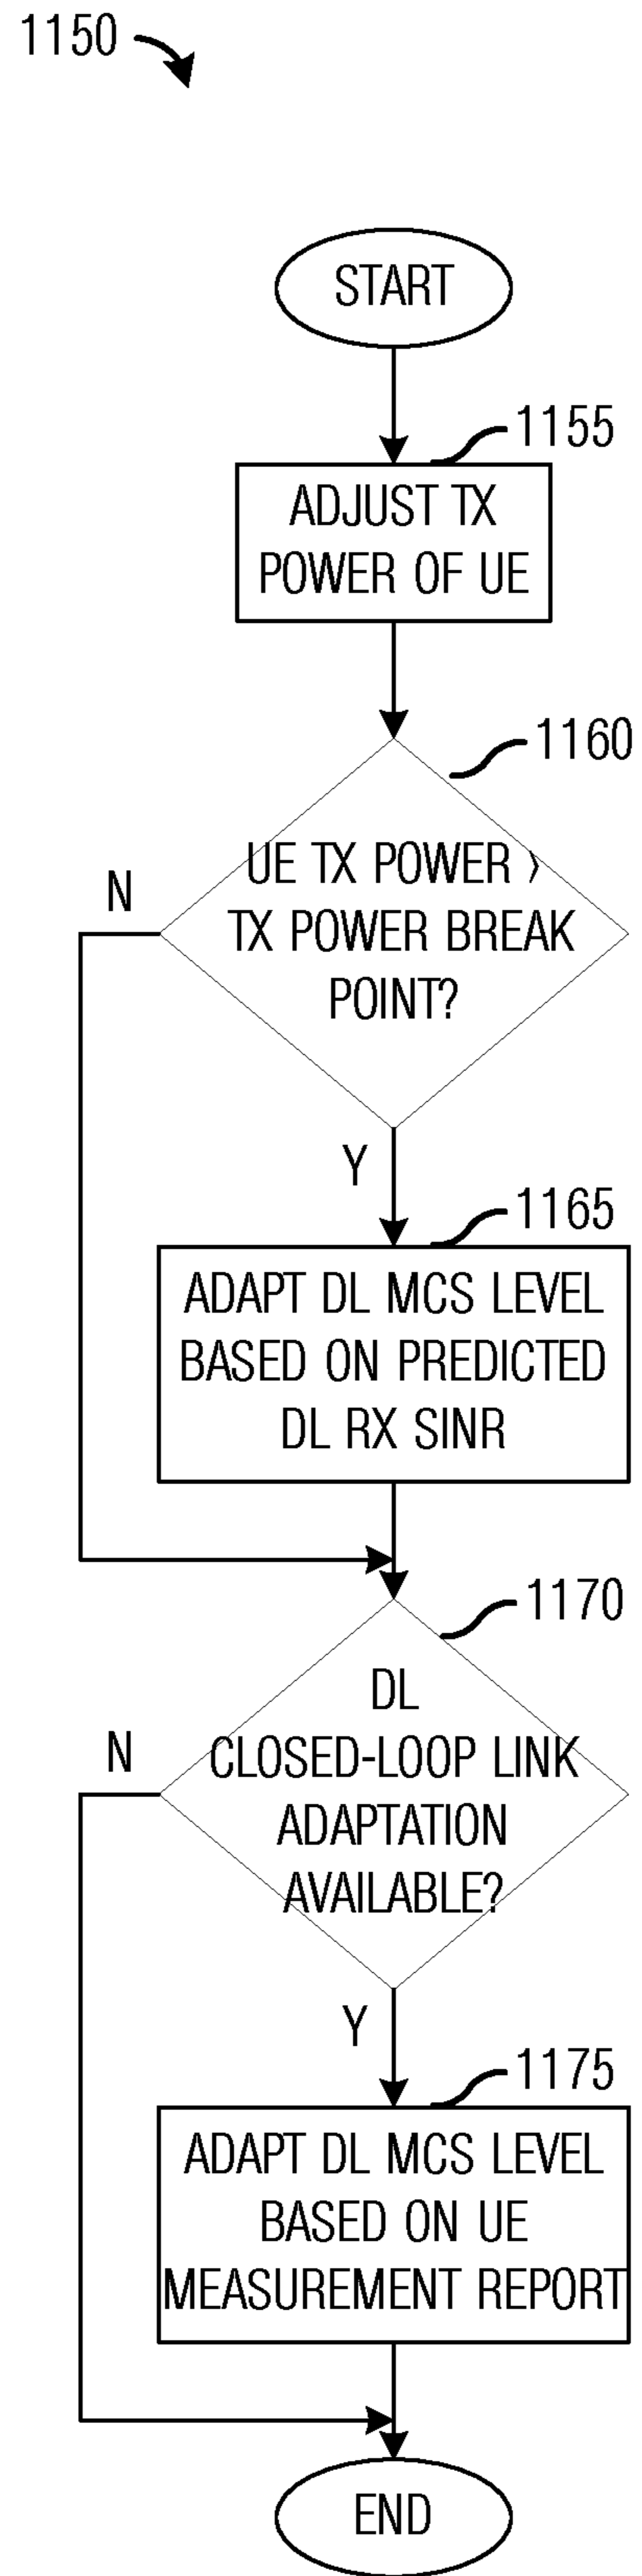 1150
START
1155
ADJUST TX
POWER OF UE
1160
UE TX POWER >
TX POWER BREAK
POINT?
N
Y
1165
ADAPT DL MCS LEVEL
BASED ON PREDICTED
DL RX SINR
1170
DL
CLOSED-LOOP LINK
ADAPTATION
AVAILABLE?
N
Y
1175
ADAPT DL MCS LEVEL
BASED ON UE
MEASUREMENT REPORT
END